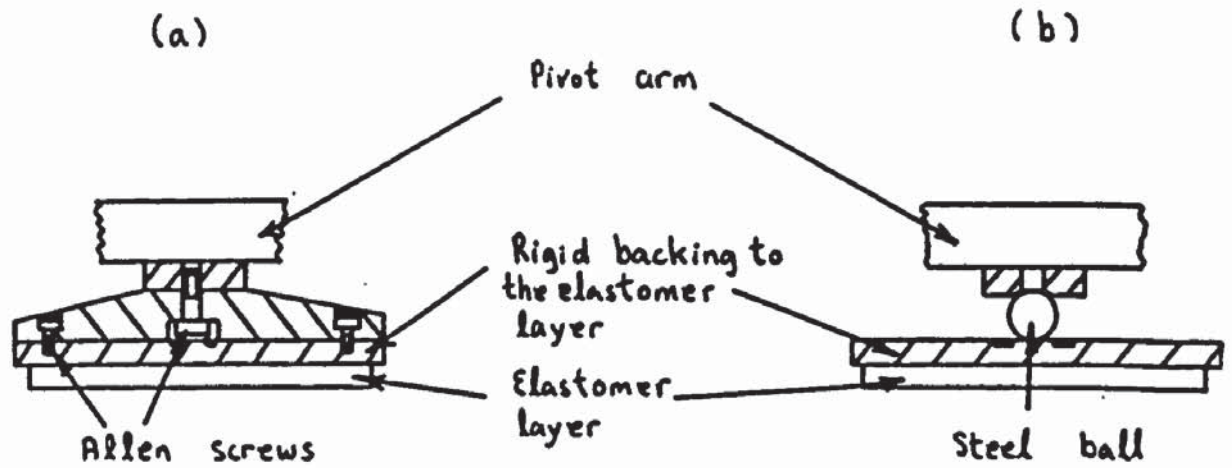 (a)
(b)
Pivot arm
Rigid backing to
the elastomer
layer
Elastomer
layer
Allen screws
Steel ball